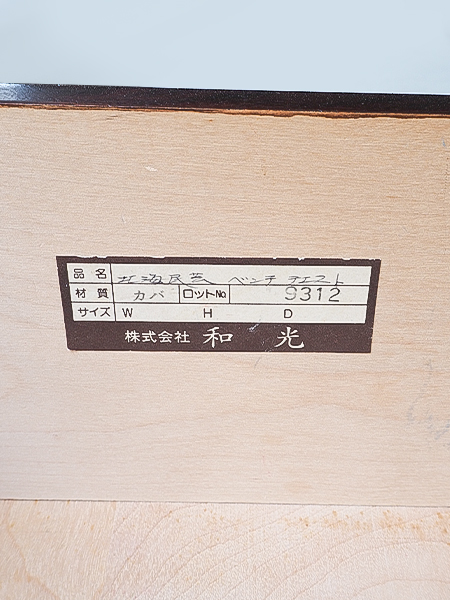 品名 北海民芸 ベンチチェスト
材質 カバ ロットNo 9312
サイズ W H D
株式会社 和光